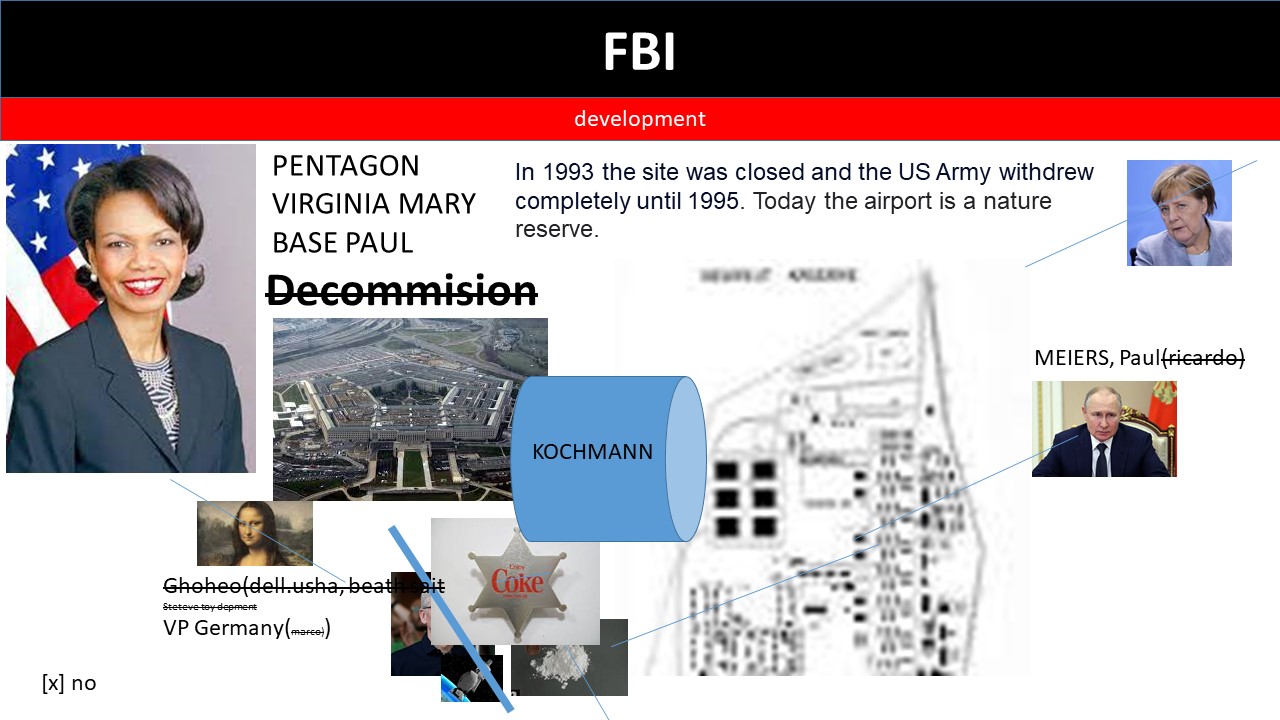 FBI
development
PENTAGON
VIRGINIA MARY
BASE PAUL
Decommision
In 1993 the site was closed and the US Army withdrew
completely until 1995. Today the airport is a nature
reserve.
MEIERS, Paul(ricardo)
KOCHMANN
Enjoy
Coke
Ghoheo(dell.usha, beath sait
Steteve toy depment
VP Germany(marco)
[x] no